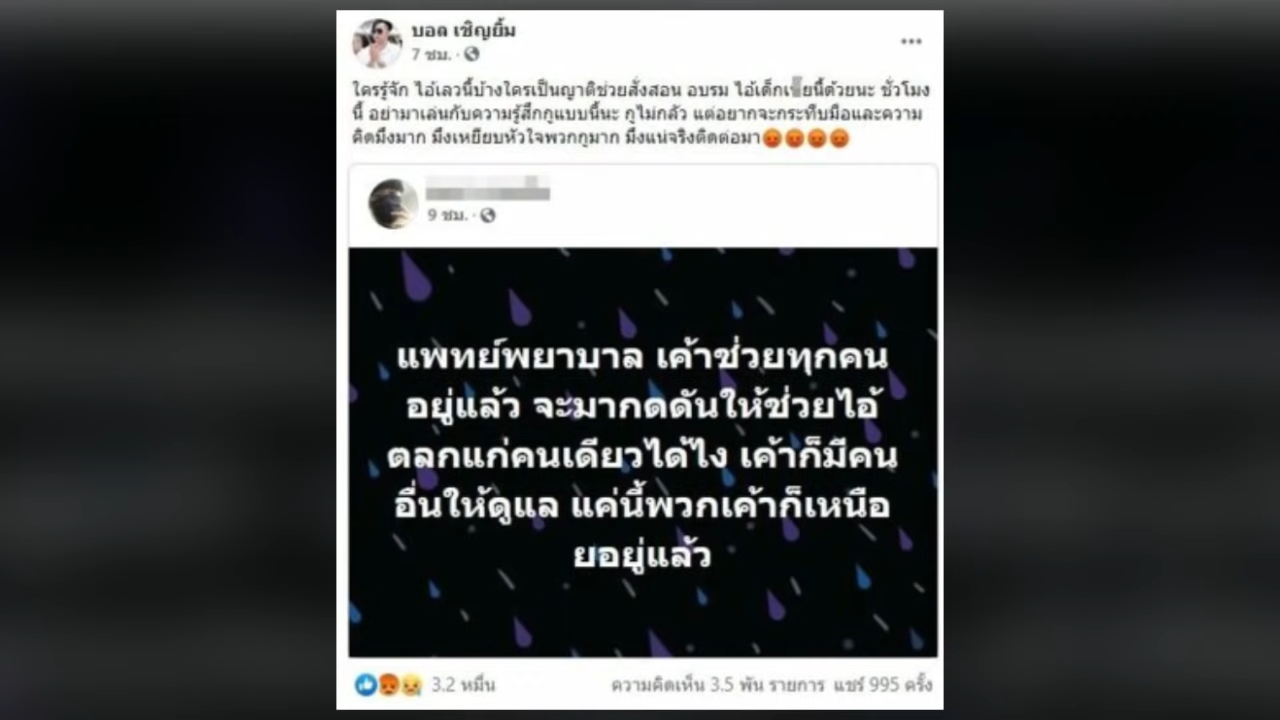 บอล เชิญยิ้ม
7 ชม. ·
ใครรู้จัก ไอ้เลวนี้บ้างใครเป็นญาติช่วยสั่งสอน อบรม ไอ้เด็กเ ยนี้ด้วยนะ ชั่วโมง
นี้ อย่ามาเล่นกับความรู้สึกกูแบบนี้นะ กูไม่กลัว แต่อยากจะกระทืบมือและความ
คิดมึงมาก มึงเหยียบหัวใจพวกกูมาก มึงแน่จริงติดต่อมา😡😡😡😡
9 ชม. ·
แพทย์พยาบาล เค้าช่วยทุกคน
อยู่แล้ว จะมากดดันให้ช่วยไอ้
ตลกแก่คนเดียวได้ไง เค้าก็มีคน
อื่นให้ดูแล แค่นี้พวกเค้าก็เหนือ
ยอยู่แล้ว
3.2 หมื่น
ความคิดเห็น 3.5 พัน รายการ แชร์ 995 ครั้ง